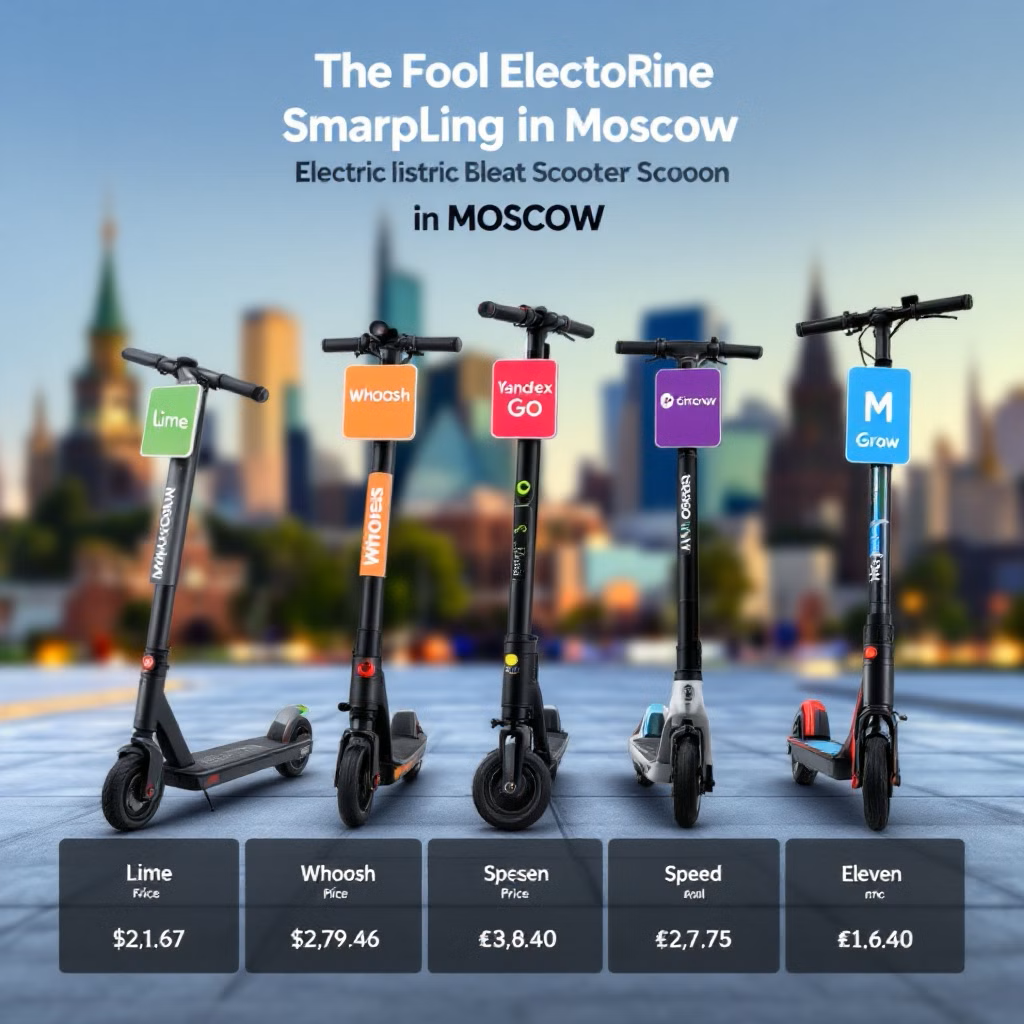 The Fool ElectoRine
SmarpLing in Moscow
Electric listric Bleat Scooter Scooon
in MOSCOW
Lime
Whoosh
Yandex
GO
M
Grow
WHOIES
Lime
Price
$2,1.67
Whoosh
Price
$2,79.46
Spesen
Price
£3,8.40
Speed
£2,7.75
Eleven
£1.6.40